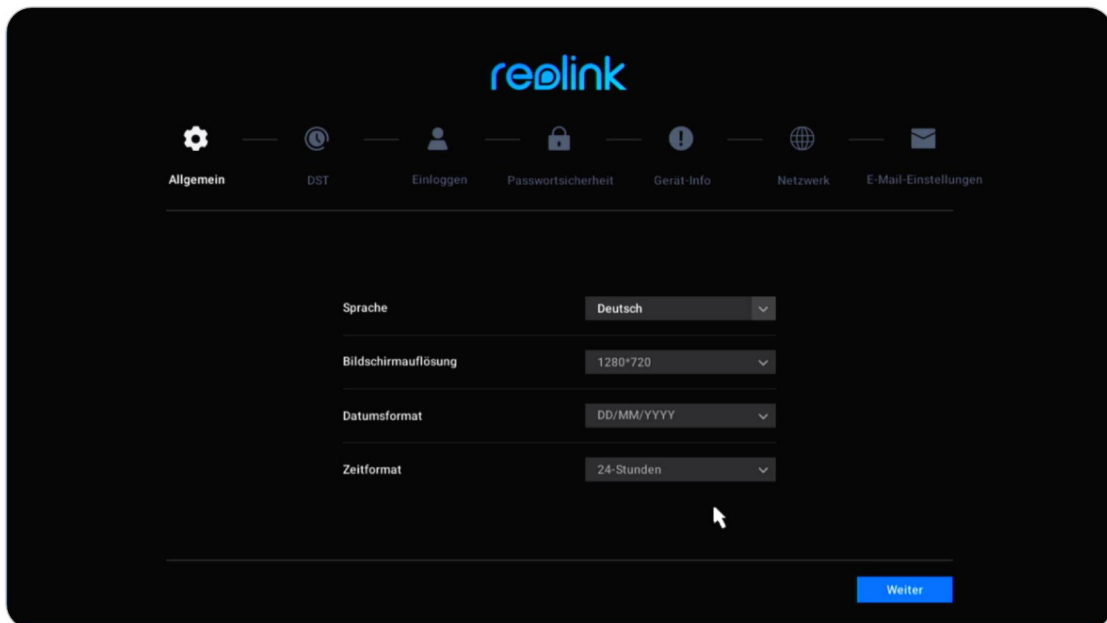 reolink
Allgemein DST Einloggen Passwortsicherheit Gerät-Info Netzwerk E-Mail-Einstellungen
Sprache Deutsch
Bildschirmauflösung 1280*720
Datumsformat DD/MM/YYYY
Zeitformat 24-Stunden
Weiter